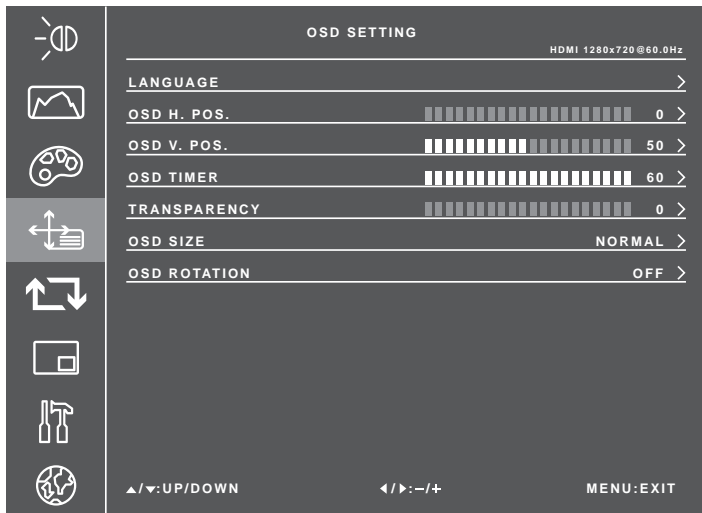 OSD SETTING
HDMI 1280x720@60.0Hz
LANGUAGE
OSD H. POS. 0
OSD V. POS. 50
OSD TIMER 60
TRANSPARENCY 0
OSD SIZE NORMAL
OSD ROTATION OFF
▲/▼:UP/DOWN ◀/▶:−/+ MENU:EXIT